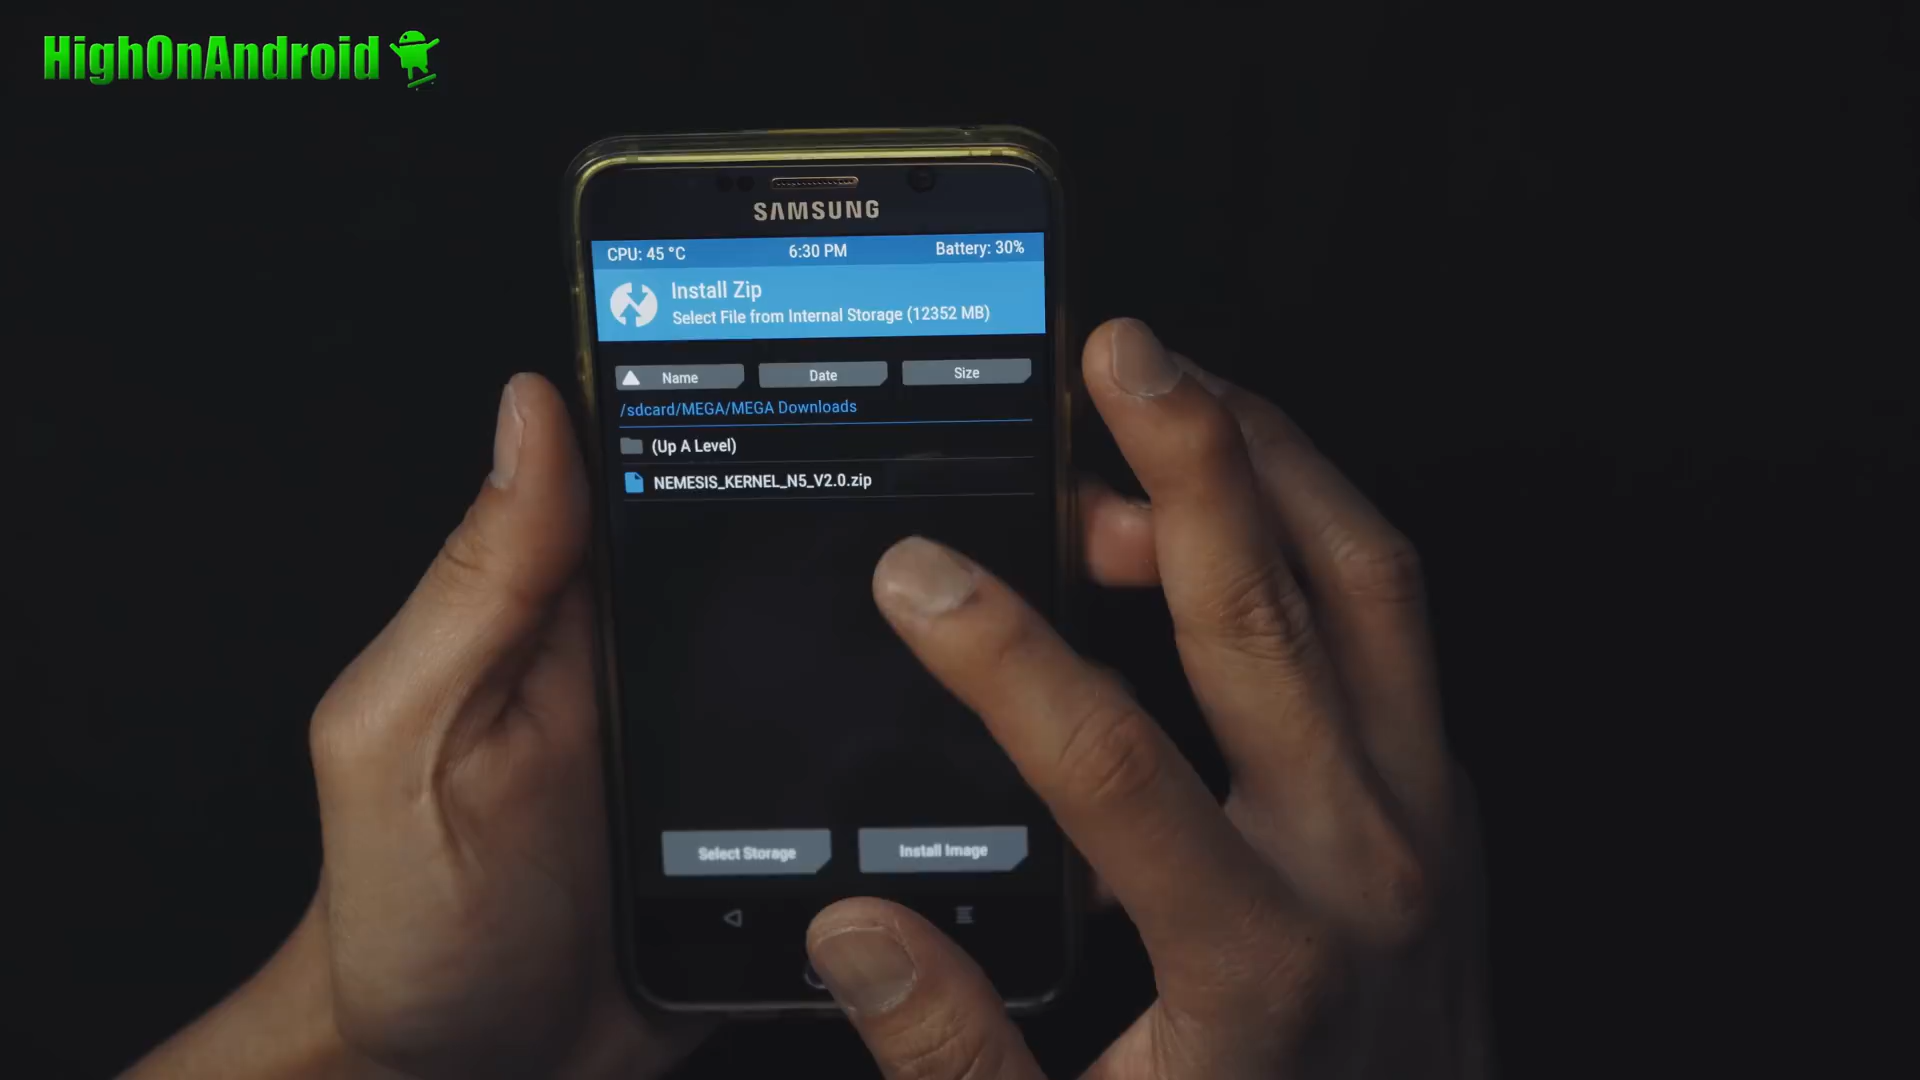 HighOnAndroid
SAMSUNG
CPU: 45 °C 6:30 PM Battery: 30%
Install Zip
Select File from Internal Storage (12352 MB)
Name Date Size
/sdcard/MEGA/MEGA Downloads
(Up A Level)
NEMESIS_KERNEL_N5_V2.0.zip
Select Storage Install Image